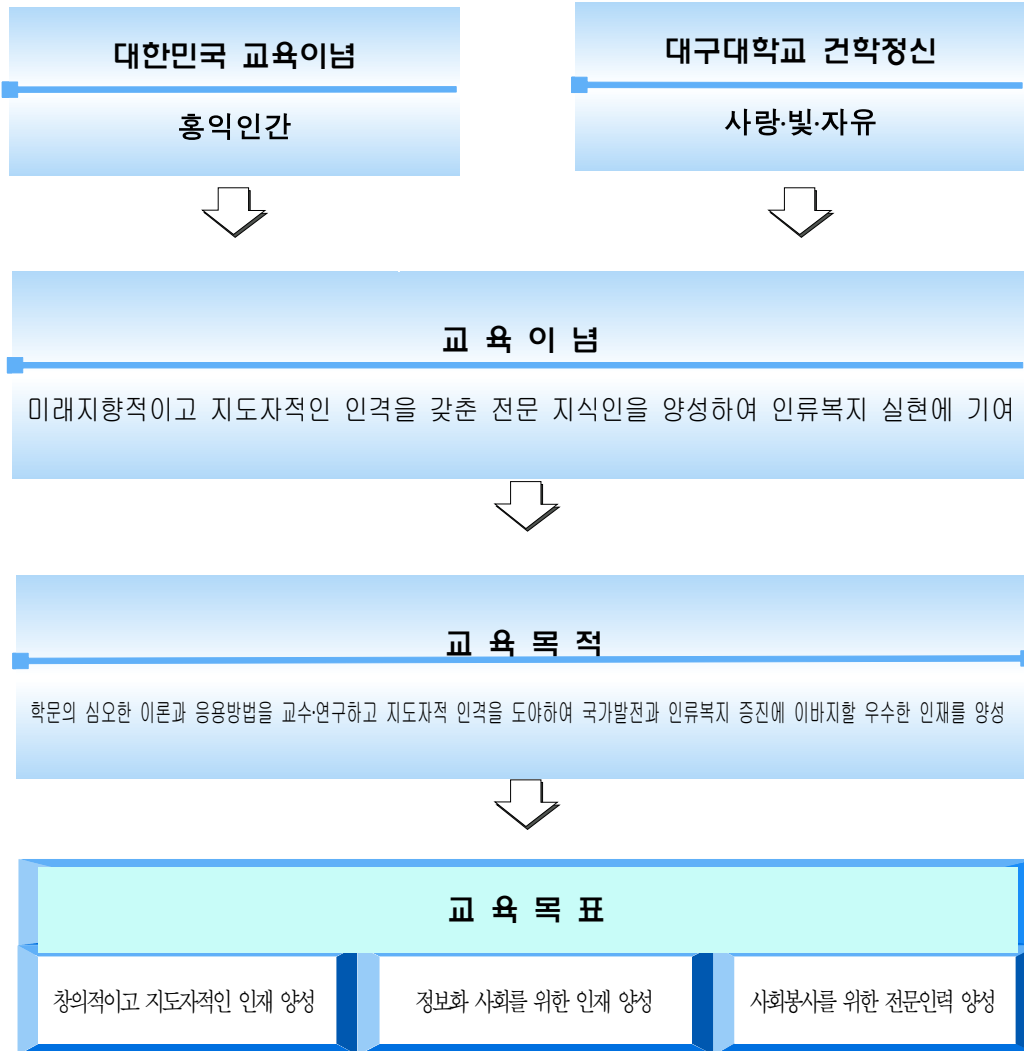 대한민국 교육이념
홍익인간
대구대학교 건학정신
사랑·빛·자유
교 육 이 념
미래지향적이고 지도자적인 인격을 갖춘 전문 지식인을 양성하여 인류복지 실현에 기여
교 육 목 적
학문의 심오한 이론과 응용방법을 교수·연구하고 지도자적 인격을 도야하여 국가발전과 인류복지 증진에 이바지할 우수한 인재를 양성
교 육 목 표
창의적이고 지도자적인 인재 양성
정보화 사회를 위한 인재 양성
사회봉사를 위한 전문인력 양성